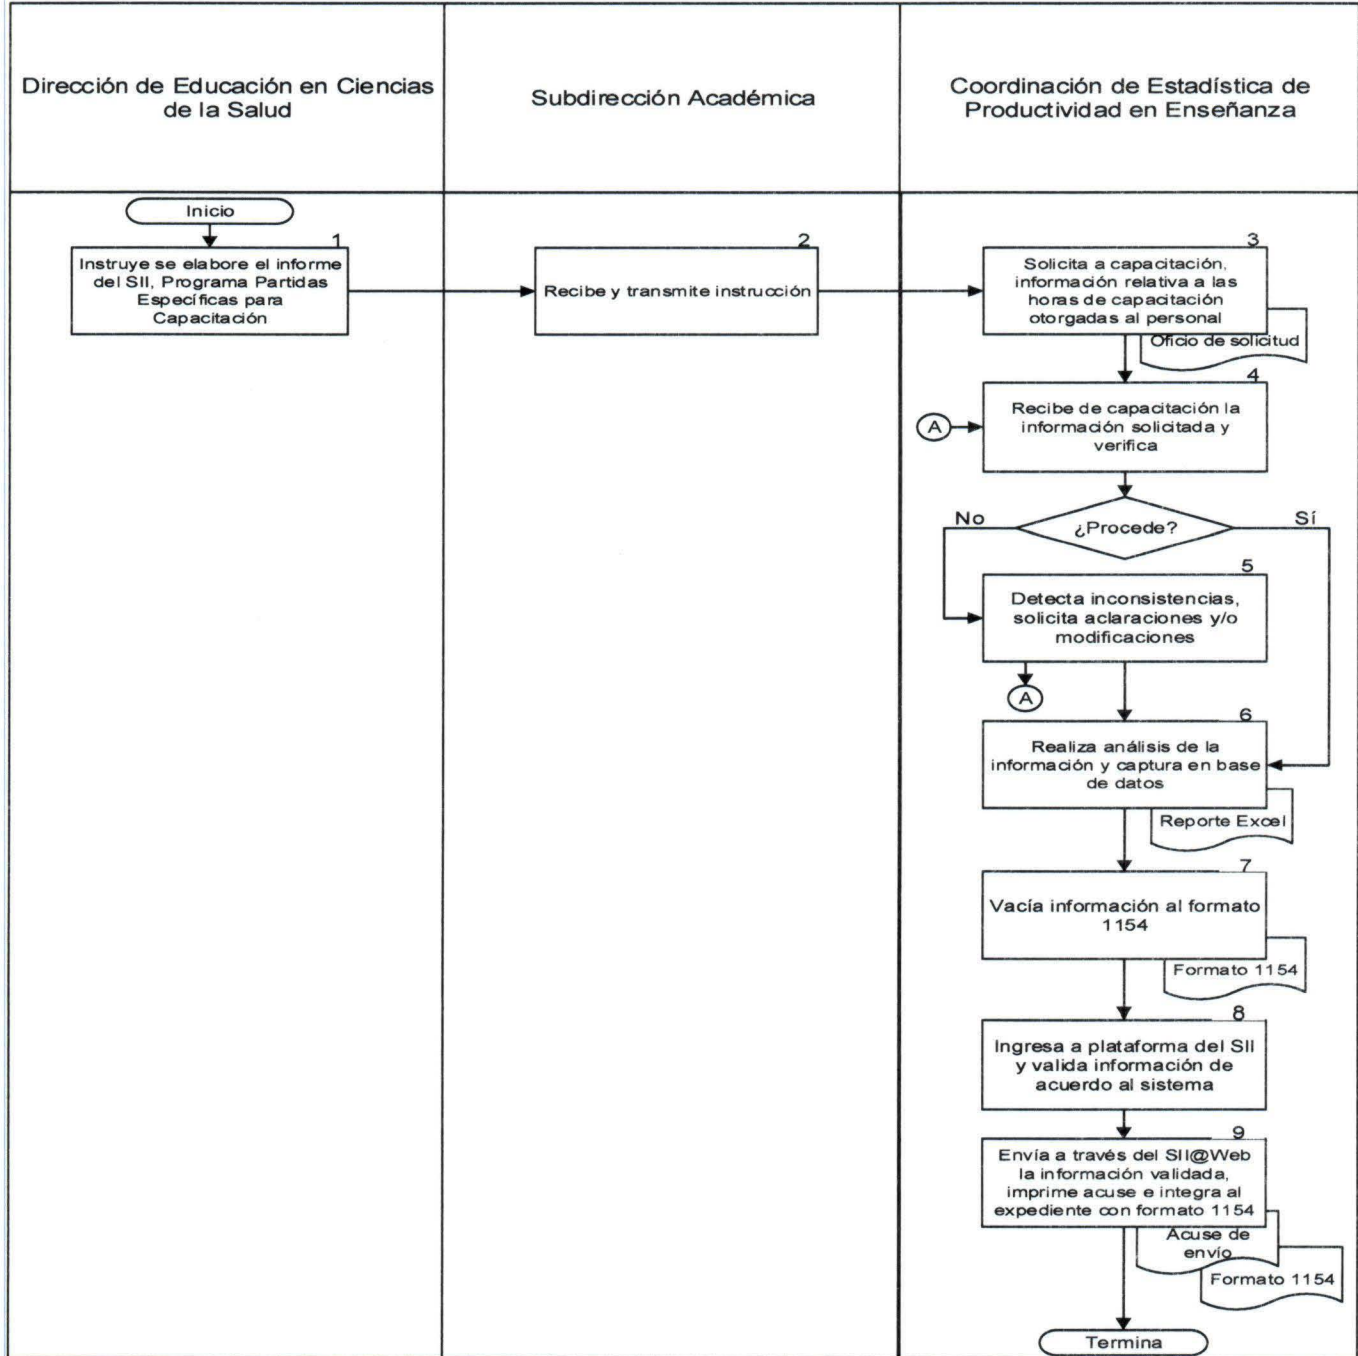 Dirección de Educación en Ciencias
de la Salud
Subdirección Académica
Coordinación de Estadística de
Productividad en Enseñanza
Inicio
1
Instruye se elabore el informe
del SII, Programa Partidas
Específicas para
Capacitación
2
Recibe y transmite instrucción
3
Solicita a capacitación,
información relativa a las
horas de capacitación
otorgadas al personal
Oficio de solicitud
4
Recibe de capacitación la
información solicitada y
verifica
A
¿Procede?
No
Sí
5
Detecta inconsistencias,
solicita aclaraciones y/o
modificaciones
A
6
Realiza análisis de la
información y captura en base
de datos
Reporte Excel
7
Vacía información al formato
1154
Formato 1154
8
Ingresa a plataforma del SII
y valida información de
acuerdo al sistema
9
Envía a través del SII@Web
la información validada,
imprime acuse e integra al
expediente con formato 1154
Acuse de
envío
Formato 1154
Termina